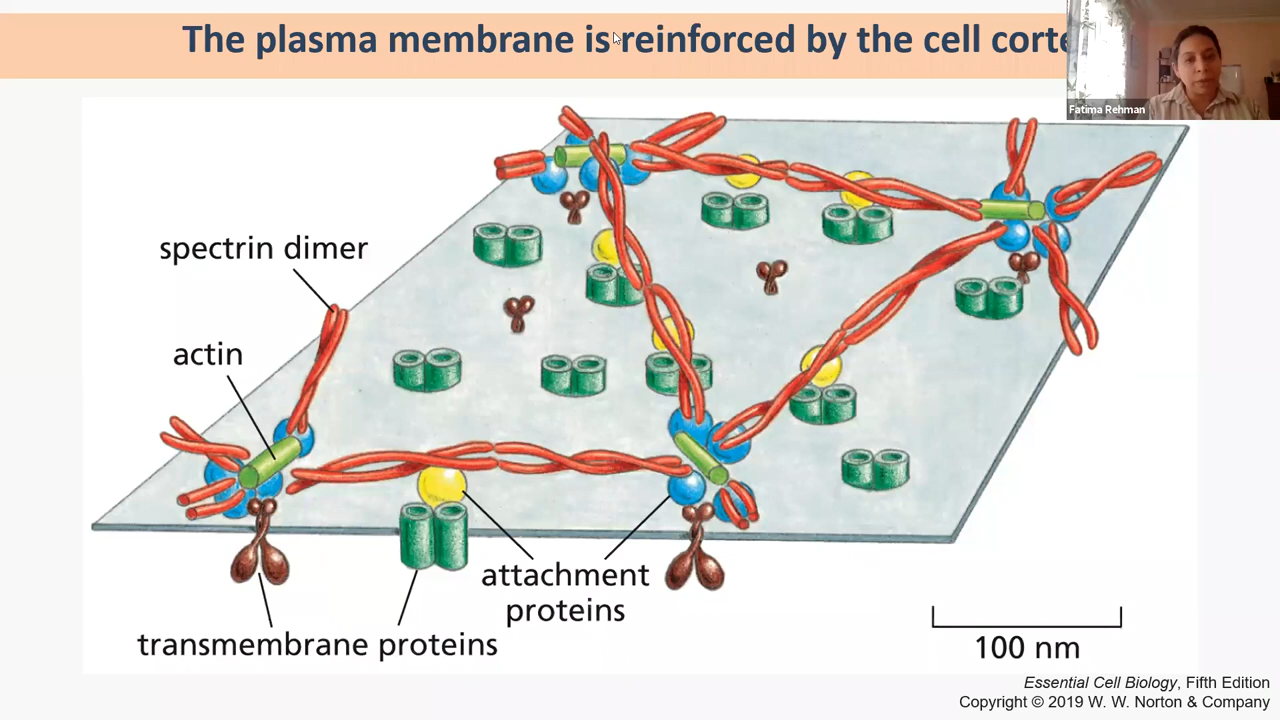 The plasma membrane is reinforced by the cell corte
Fatima Rehman
spectrin dimer
actin
attachment
proteins
transmembrane proteins
100 nm
Essential Cell Biology, Fifth Edition
Copyright © 2019 W. W. Norton & Company